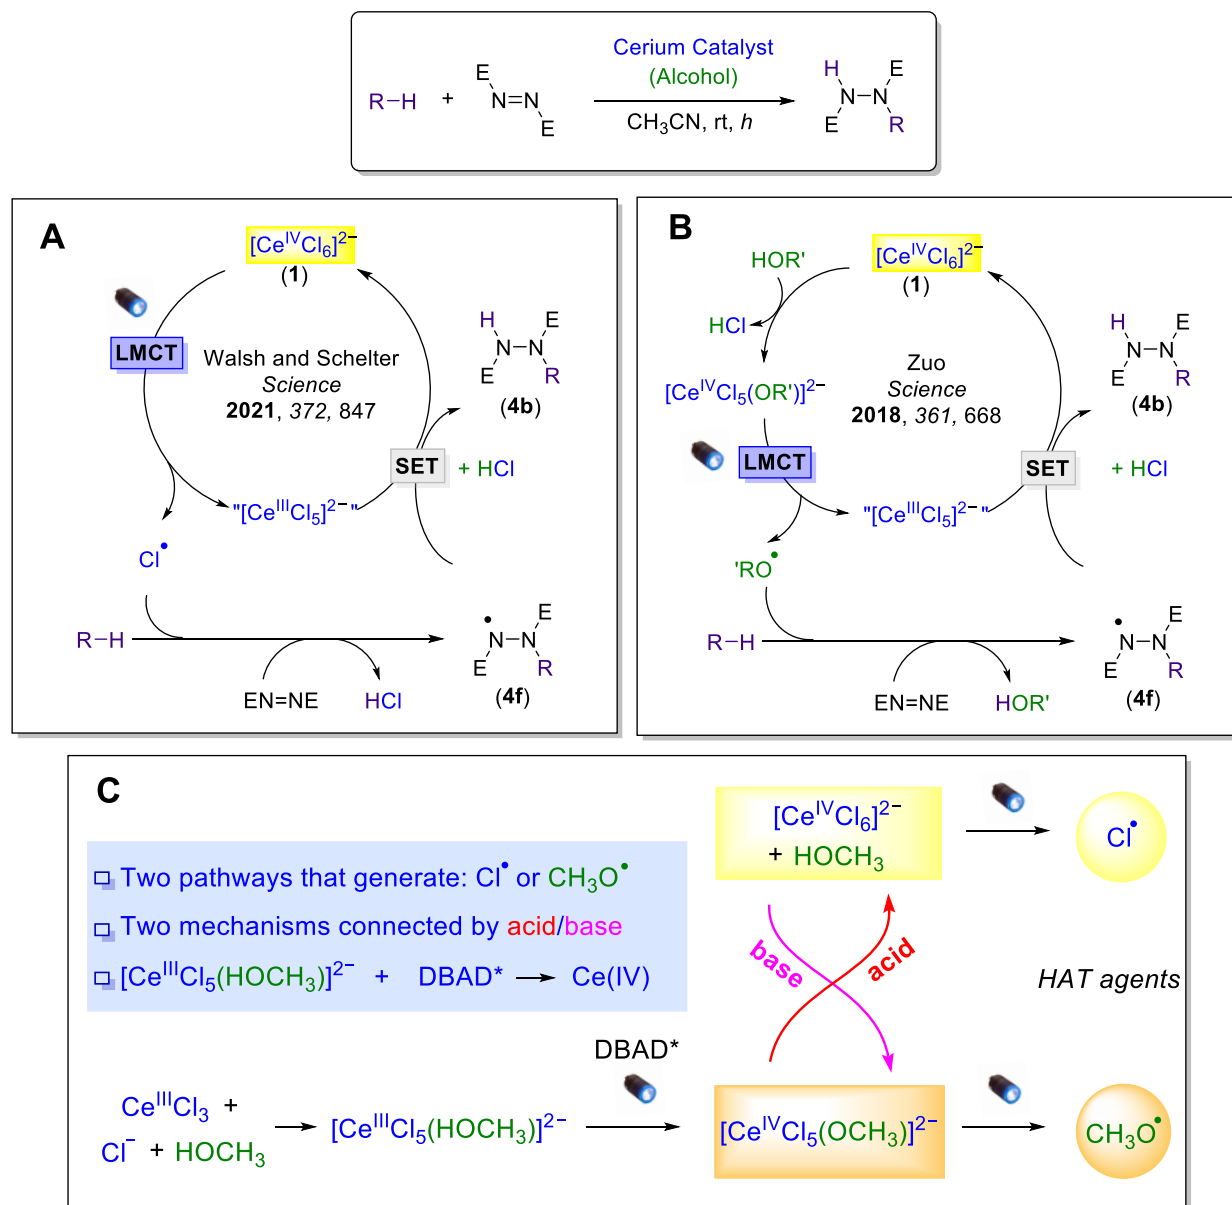 Cerium Catalyst
(Alcohol)
R–H + E N=N E
CH₃CN, rt, h
H E N–N E R
A
[CeᴵⱽCl₆]²⁻
(1)
LMCT
Walsh and Schelter
Science
2021, 372, 847
H E N–N E R
(4b)
SET + HCl
"[CeᴵᴵᴵCl₅]²⁻"
Cl•
R–H
EN=NE HCl
• E N–N E R
(4f)
B
HOR'
[CeᴵⱽCl₆]²⁻
(1)
HCl
[CeᴵⱽCl₅(OR')]²⁻
Zuo
Science
2018, 361, 668
H E N–N E R
(4b)
LMCT
SET + HCl
"[CeᴵᴵᴵCl₅]²⁻"
'RO•
R–H
EN=NE HOR'
• E N–N E R
(4f)
C
[CeᴵⱽCl₆]²⁻
+ HOCH₃
Cl•
Two pathways that generate: Cl• or CH₃O•
Two mechanisms connected by acid/base
[CeᴵᴵᴵCl₅(HOCH₃)]²⁻ + DBAD* → Ce(IV)
base
acid
HAT agents
DBAD*
CeᴵᴵᴵCl₃ +
Cl⁻ + HOCH₃
[CeᴵᴵᴵCl₅(HOCH₃)]²⁻
[CeᴵⱽCl₅(OCH₃)]²⁻
CH₃O•